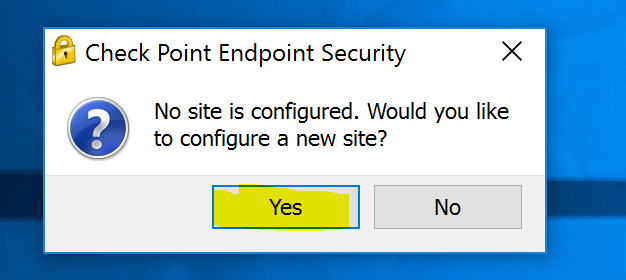 Check Point Endpoint Security
No site is configured. Would you like
to configure a new site?
Yes
No